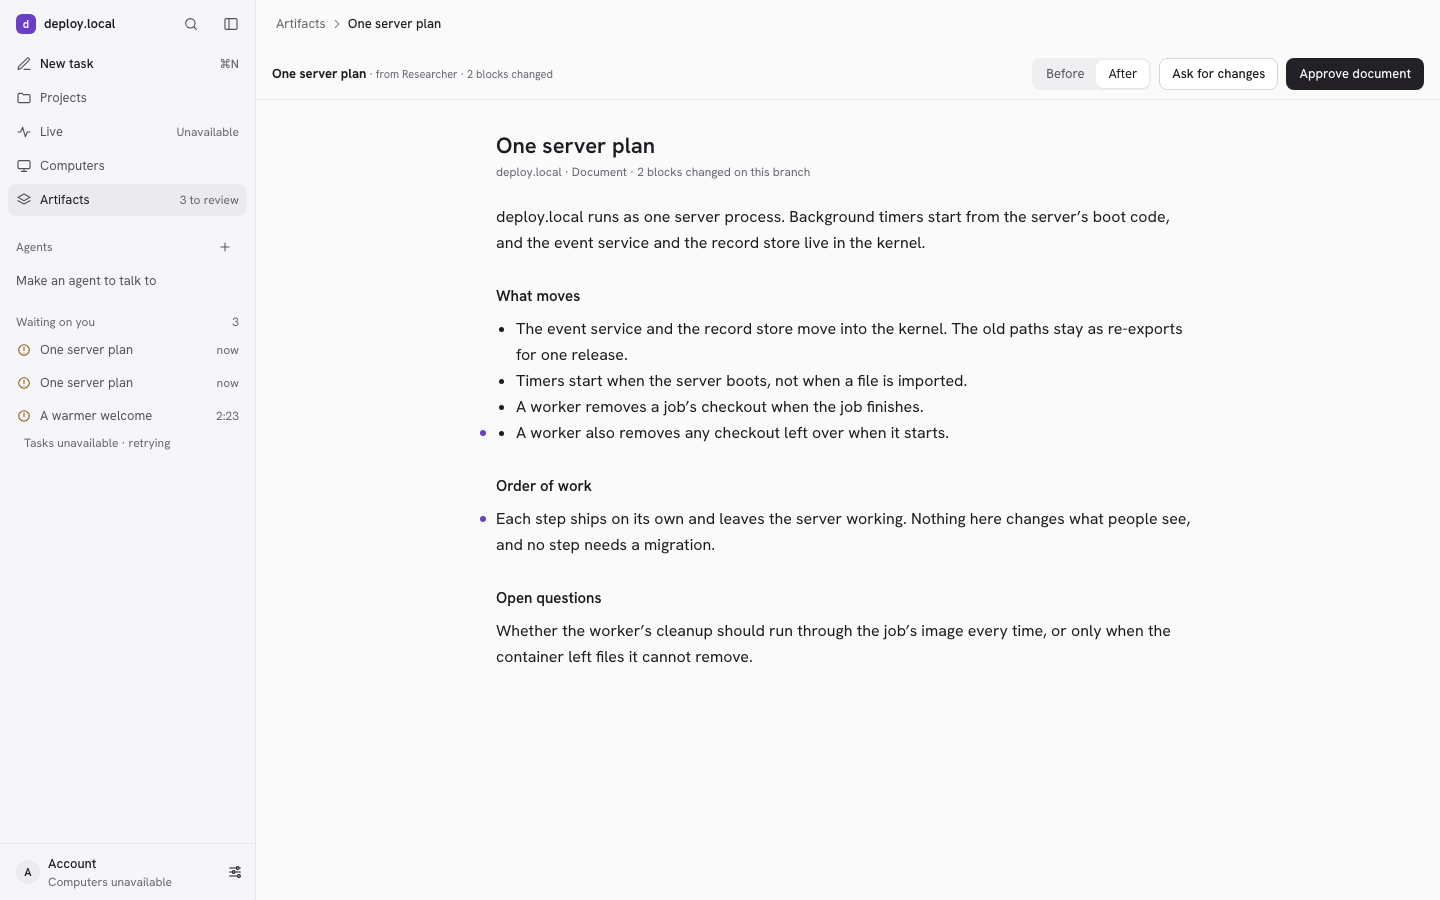 d deploy.local
New task ⌘N
Projects
Live Unavailable
Computers
Artifacts 3 to review
Agents
Make an agent to talk to
Waiting on you 3
One server plan now
One server plan now
A warmer welcome 2:23
Tasks unavailable · retrying
A Account
Computers unavailable
Artifacts One server plan
One server plan · from Researcher · 2 blocks changed
Before After Ask for changes Approve document
One server plan
deploy.local · Document · 2 blocks changed on this branch
deploy.local runs as one server process. Background timers start from the server’s boot code,
and the event service and the record store live in the kernel.
What moves
• The event service and the record store move into the kernel. The old paths stay as re-exports
for one release.
• Timers start when the server boots, not when a file is imported.
• A worker removes a job’s checkout when the job finishes.
• A worker also removes any checkout left over when it starts.
Order of work
Each step ships on its own and leaves the server working. Nothing here changes what people see,
and no step needs a migration.
Open questions
Whether the worker’s cleanup should run through the job’s image every time, or only when the
container left files it cannot remove.